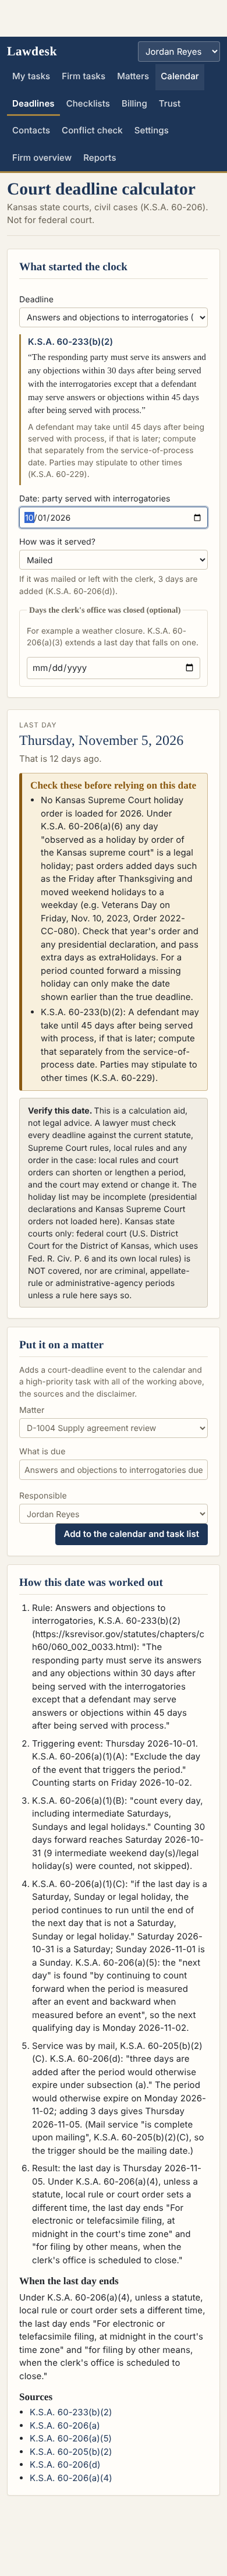 Lawdesk
Jordan Reyes
My tasks Firm tasks Matters Calendar
Deadlines Checklists Billing Trust
Contacts Conflict check Settings
Firm overview Reports
Court deadline calculator
Kansas state courts, civil cases (K.S.A. 60-206).
Not for federal court.
What started the clock
Deadline
Answers and objections to interrogatories (
K.S.A. 60-233(b)(2)
“The responding party must serve its answers and
any objections within 30 days after being served
with the interrogatories except that a defendant
may serve answers or objections within 45 days
after being served with process.”
A defendant may take until 45 days after being
served with process, if that is later; compute
that separately from the service-of-process
date. Parties may stipulate to other times
(K.S.A. 60-229).
Date: party served with interrogatories
10/01/2026
How was it served?
Mailed
If it was mailed or left with the clerk, 3 days are
added (K.S.A. 60-206(d)).
Days the clerk's office was closed (optional)
For example a weather closure. K.S.A. 60-
206(a)(3) extends a last day that falls on one.
mm/dd/yyyy
LAST DAY
Thursday, November 5, 2026
That is 12 days ago.
Check these before relying on this date
• No Kansas Supreme Court holiday
order is loaded for 2026. Under
K.S.A. 60-206(a)(6) any day
"observed as a holiday by order of
the Kansas supreme court" is a legal
holiday; past orders added days such
as the Friday after Thanksgiving and
moved weekend holidays to a
weekday (e.g. Veterans Day on
Friday, Nov. 10, 2023, Order 2022-
CC-080). Check that year's order and
any presidential declaration, and pass
extra days as extraHolidays. For a
period counted forward a missing
holiday can only make the date
shown earlier than the true deadline.
• K.S.A. 60-233(b)(2): A defendant may
take until 45 days after being served
with process, if that is later; compute
that separately from the service-of-
process date. Parties may stipulate to
other times (K.S.A. 60-229).
Verify this date. This is a calculation aid,
not legal advice. A lawyer must check
every deadline against the current statute,
Supreme Court rules, local rules and any
order in the case: local rules and court
orders can shorten or lengthen a period,
and the court may extend or change it. The
holiday list may be incomplete (presidential
declarations and Kansas Supreme Court
orders not loaded here). Kansas state
courts only: federal court (U.S. District
Court for the District of Kansas, which uses
Fed. R. Civ. P. 6 and its own local rules) is
NOT covered, nor are criminal, appellate-
rule or administrative-agency periods
unless a rule here says so.
Put it on a matter
Adds a court-deadline event to the calendar and
a high-priority task with all of the working above,
the sources and the disclaimer.
Matter
D-1004 Supply agreement review
What is due
Answers and objections to interrogatories due
Responsible
Jordan Reyes
Add to the calendar and task list
How this date was worked out
1. Rule: Answers and objections to
interrogatories, K.S.A. 60-233(b)(2)
(https://ksrevisor.gov/statutes/chapters/c
h60/060_002_0033.html): "The
responding party must serve its answers
and any objections within 30 days after
being served with the interrogatories
except that a defendant may serve
answers or objections within 45 days
after being served with process."
2. Triggering event: Thursday 2026-10-01.
K.S.A. 60-206(a)(1)(A): "Exclude the day
of the event that triggers the period."
Counting starts on Friday 2026-10-02.
3. K.S.A. 60-206(a)(1)(B): "count every day,
including intermediate Saturdays,
Sundays and legal holidays." Counting 30
days forward reaches Saturday 2026-10-
31 (9 intermediate weekend day(s)/legal
holiday(s) were counted, not skipped).
4. K.S.A. 60-206(a)(1)(C): "if the last day is a
Saturday, Sunday or legal holiday, the
period continues to run until the end of
the next day that is not a Saturday,
Sunday or legal holiday." Saturday 2026-
10-31 is a Saturday; Sunday 2026-11-01 is
a Sunday. K.S.A. 60-206(a)(5): the "next
day" is found "by continuing to count
forward when the period is measured
after an event and backward when
measured before an event", so the next
qualifying day is Monday 2026-11-02.
5. Service was by mail, K.S.A. 60-205(b)(2)
(C). K.S.A. 60-206(d): "three days are
added after the period would otherwise
expire under subsection (a)." The period
would otherwise expire on Monday 2026-
11-02; adding 3 days gives Thursday
2026-11-05. (Mail service "is complete
upon mailing", K.S.A. 60-205(b)(2)(C), so
the trigger should be the mailing date.)
6. Result: the last day is Thursday 2026-11-
05. Under K.S.A. 60-206(a)(4), unless a
statute, local rule or court order sets a
different time, the last day ends "For
electronic or telefacsimile filing, at
midnight in the court's time zone" and
"for filing by other means, when the
clerk's office is scheduled to close."
When the last day ends
Under K.S.A. 60-206(a)(4), unless a statute,
local rule or court order sets a different time,
the last day ends "For electronic or
telefacsimile filing, at midnight in the court's
time zone" and "for filing by other means,
when the clerk's office is scheduled to
close."
Sources
• K.S.A. 60-233(b)(2)
• K.S.A. 60-206(a)
• K.S.A. 60-206(a)(5)
• K.S.A. 60-205(b)(2)
• K.S.A. 60-206(d)
• K.S.A. 60-206(a)(4)